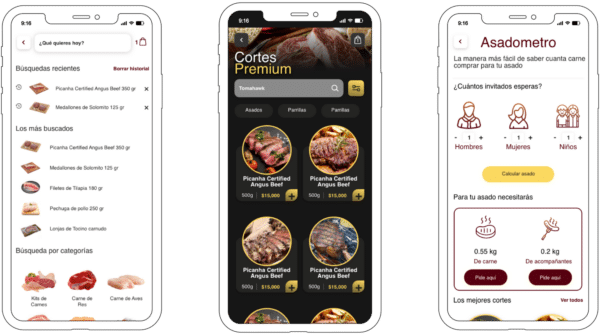 9:16
¿Qué quieres hoy?
1
Búsquedas recientes
Borrar historial
Picanha Certified Angus Beef 350 gr
Medallones de Solomito 125 gr
Los más buscados
Picanha Certified Angus Beef 350 gr
Medallones de Solomito 125 gr
Filetes de Tilapia 190 gr
Pechuga de pollo 250 gr
Lonjas de Tocino carnudo
Búsqueda por categorías
Kits de Carnes
Carne de Res
Carne de Aves
9:16
Cortes
Premium
Tomahawk
Asados
Parrillas
Parrillas
Picanha Certified
Angus Beef
500g
$15,000
Picanha Certified
Angus Beef
500g
$15,000
Picanha Certified
Angus Beef
500g
$15,000
Picanha Certified
Angus Beef
500g
$15,000
9:16
Asadometro
La manera más fácil de saber cuanta carne
comprar para tu asado
¿Cuántos invitados esperas?
- 1 +
Hombres
- 1 +
Mujeres
- 1 +
Niños
Calcular asado
Para tu asado necesitarás
0.55 kg
De carne
Pide aquí
0.2 kg
De acompañantes
Pide aquí
Los mejores cortes
Ver todos